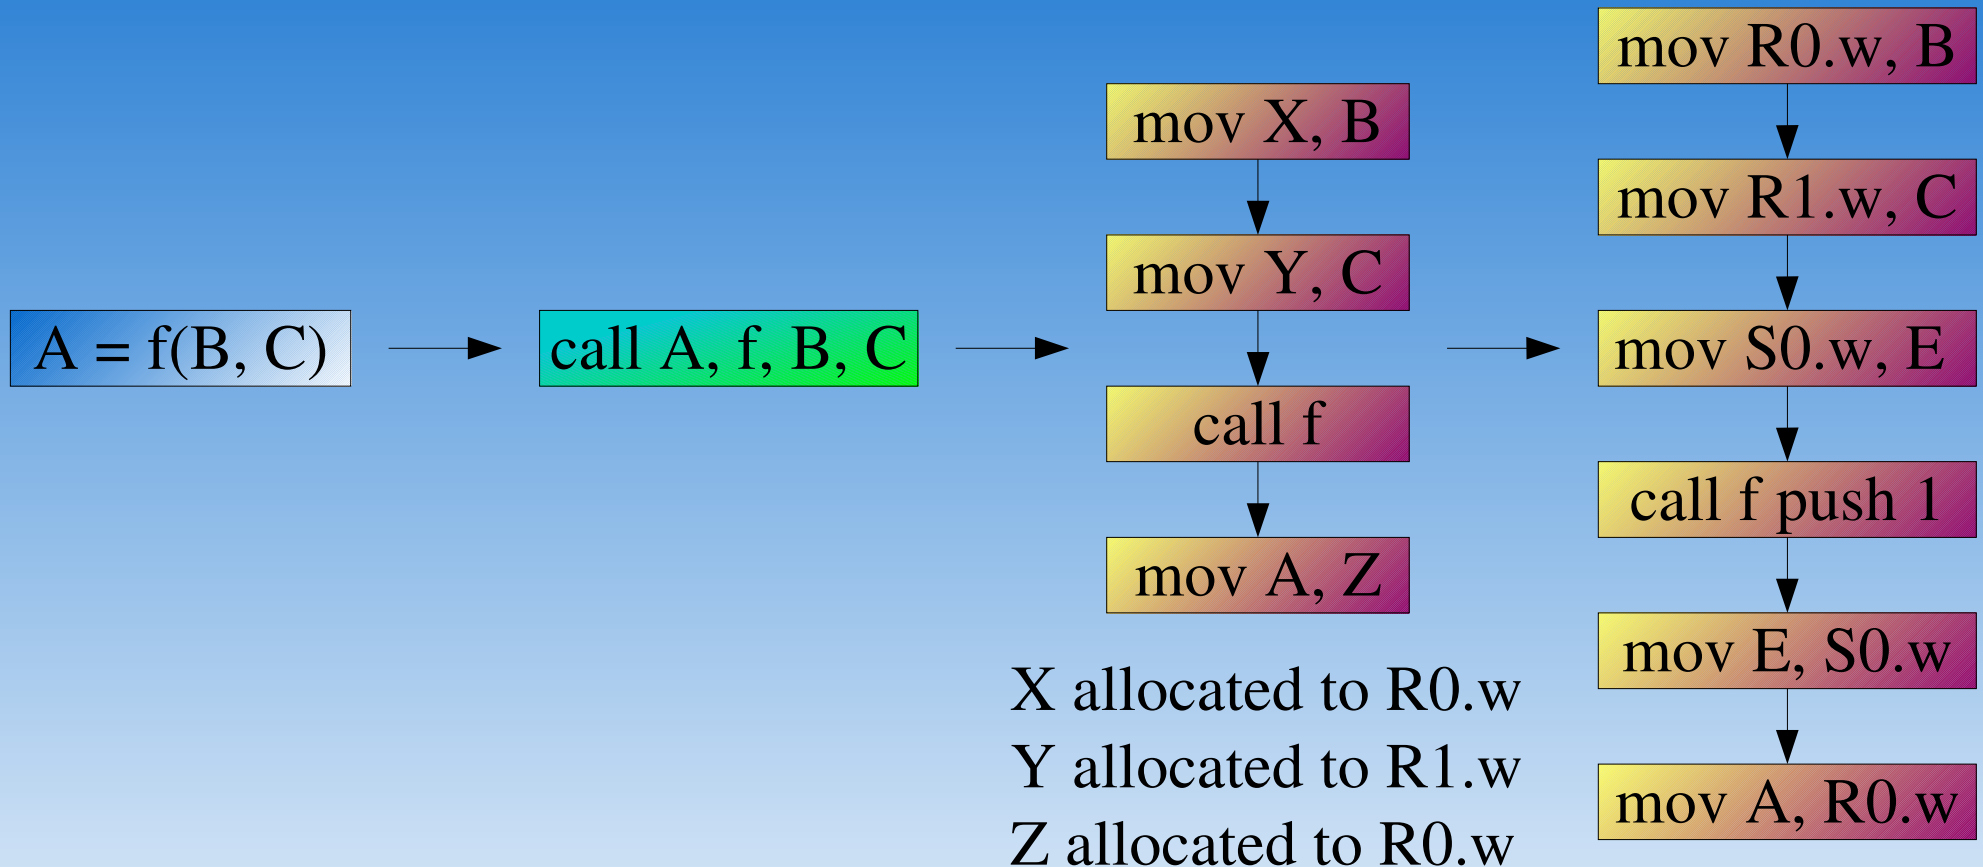 A = f(B, C)
call A, f, B, C
mov X, B
mov Y, C
call f
mov A, Z
X allocated to R0.w
Y allocated to R1.w
Z allocated to R0.w
mov R0.w, B
mov R1.w, C
mov S0.w, E
call f push 1
mov E, S0.w
mov A, R0.w